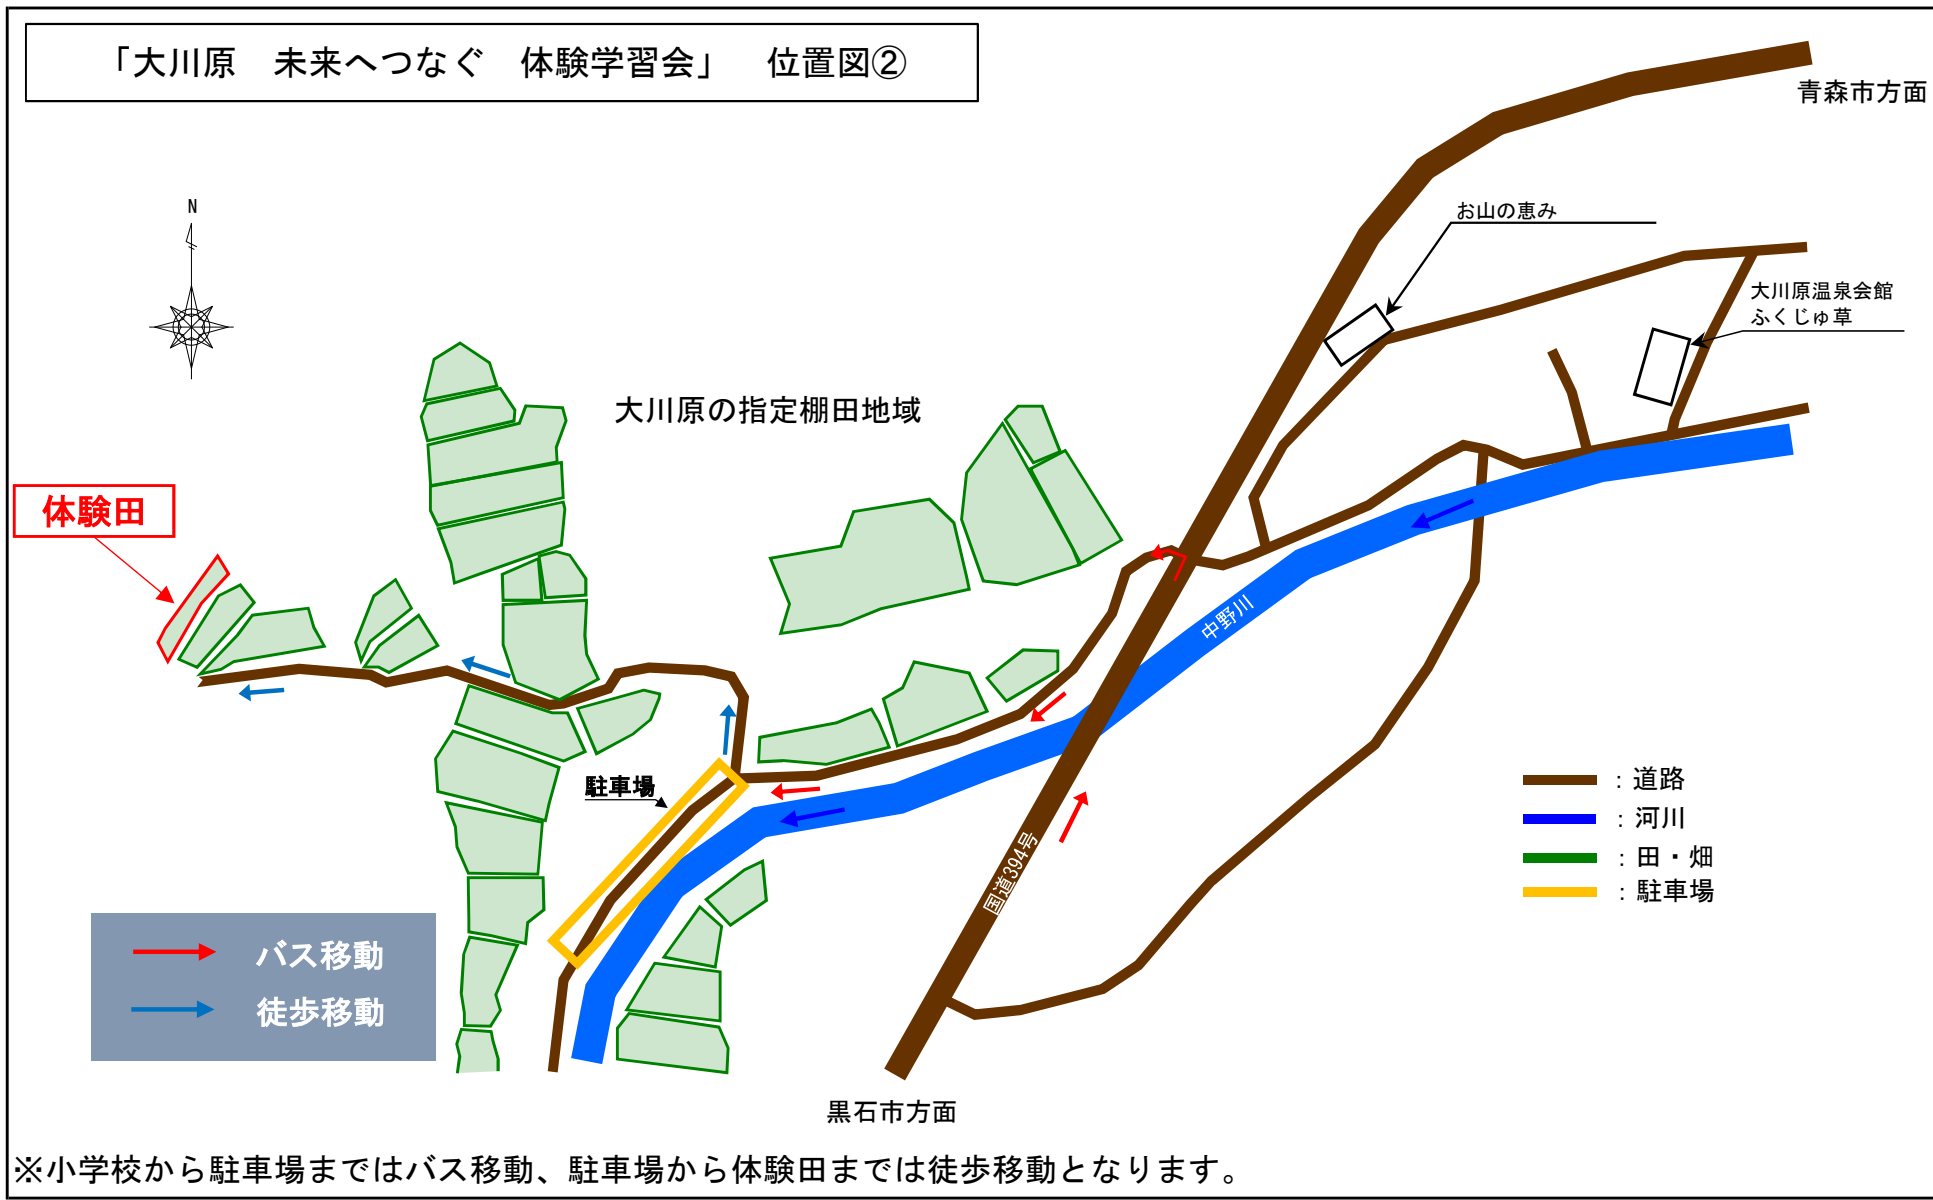 「大川原　未来へつなぐ　体験学習会」　位置図②
青森市方面
N
お山の恵み
大川原温泉会館
ふくじゅ草
大川原の指定棚田地域
体験田
中野川
駐車場
国道394号
：道路
：河川
：田・畑
：駐車場
バス移動
徒歩移動
黒石市方面
※小学校から駐車場まではバス移動、駐車場から体験田までは徒歩移動となります。